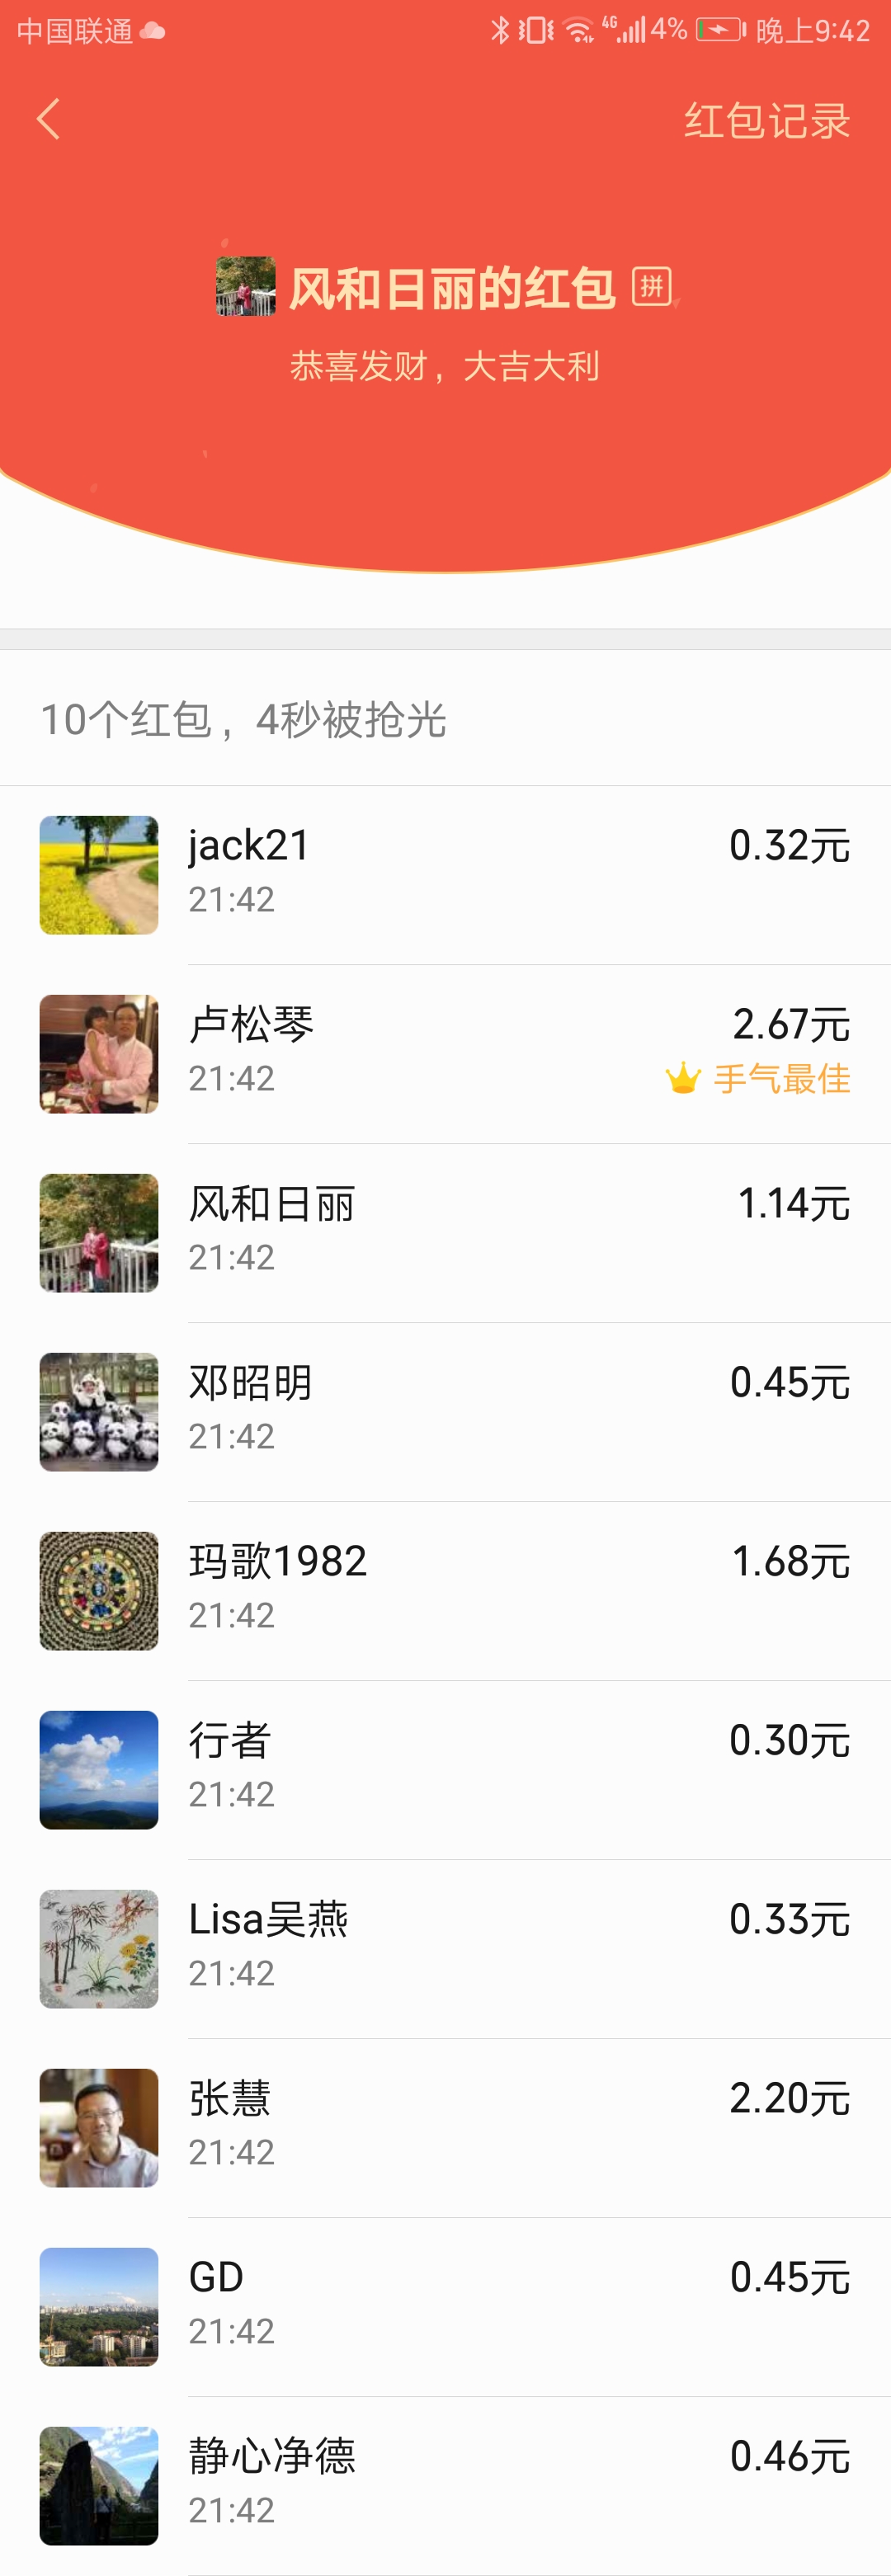 中国联通 4G 4% 晚上9:42
红包记录
风和日丽的红包 拼
恭喜发财，大吉大利
10个红包，4秒被抢光
jack21 0.32元
21:42
卢松琴 2.67元
21:42 手气最佳
风和日丽 1.14元
21:42
邓昭明 0.45元
21:42
玛歌1982 1.68元
21:42
行者 0.30元
21:42
Lisa吴燕 0.33元
21:42
张慧 2.20元
21:42
GD 0.45元
21:42
静心净德 0.46元
21:42